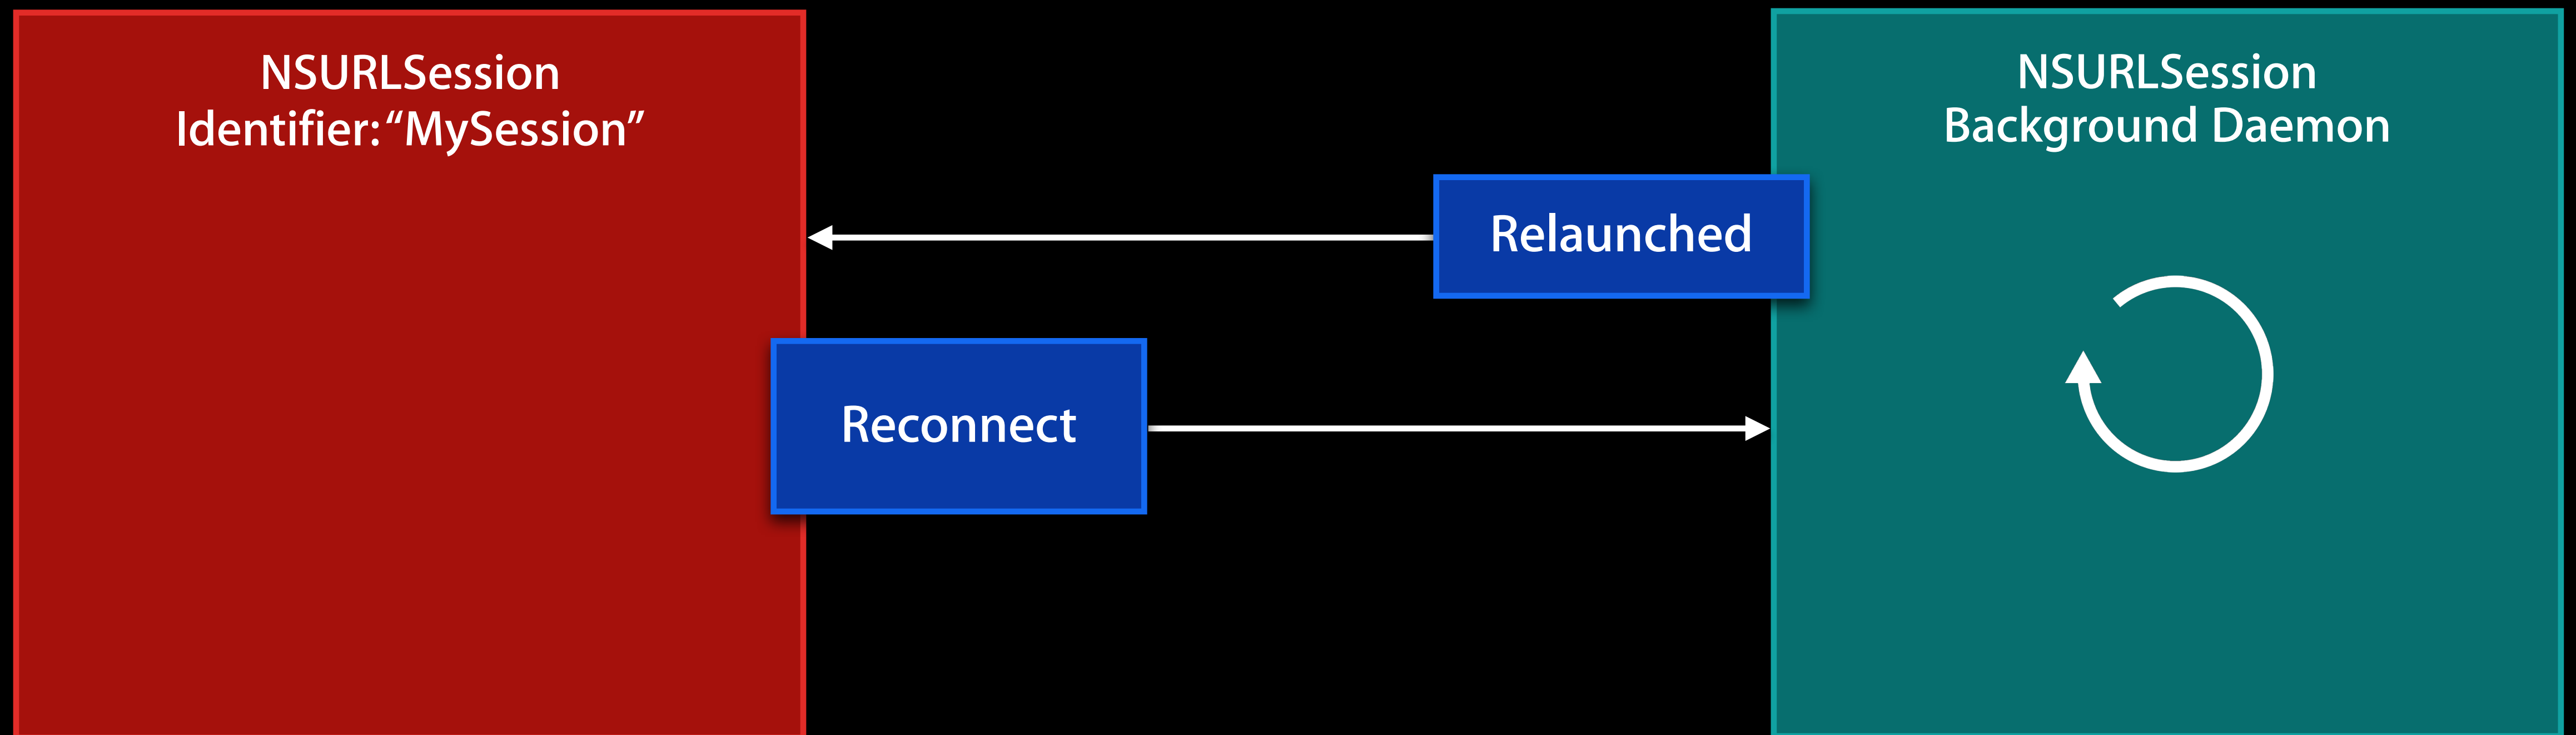 NSURLSession
Identifier: “MySession”
NSURLSession
Background Daemon
Relaunched
Reconnect